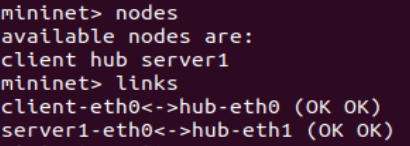 mininet> nodes
available nodes are:
client hub server1
mininet> links
client-eth0<->hub-eth0 (OK OK)
server1-eth0<->hub-eth1 (OK OK)